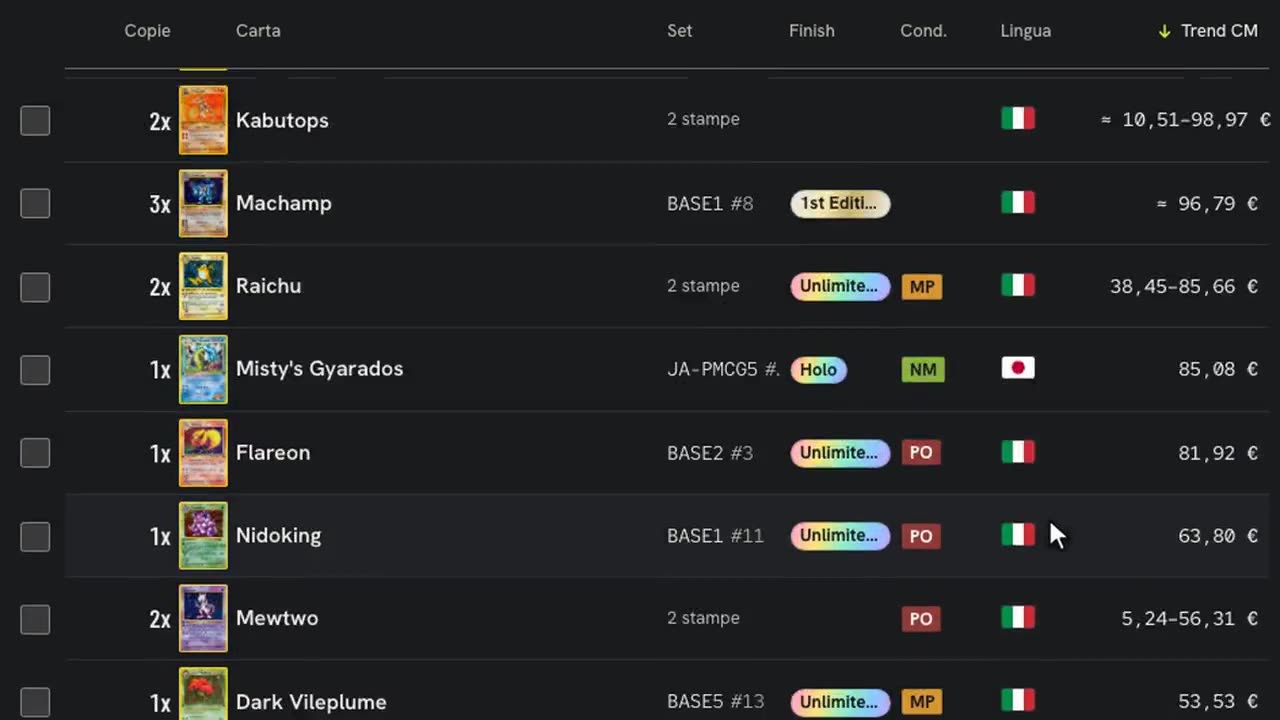 Copie Carta Set Finish Cond. Lingua ↓ Trend CM
2x Kabutops 2 stampe ≈ 10,51–98,97 €
3x Machamp BASE1 #8 1st Editi... ≈ 96,79 €
2x Raichu 2 stampe Unlimite... MP 38,45–85,66 €
1x Misty's Gyarados JA-PMCG5 #. Holo NM 85,08 €
1x Flareon BASE2 #3 Unlimite... PO 81,92 €
1x Nidoking BASE1 #11 Unlimite... PO 63,80 €
2x Mewtwo 2 stampe PO 5,24–56,31 €
1x Dark Vileplume BASE5 #13 Unlimite... MP 53,53 €